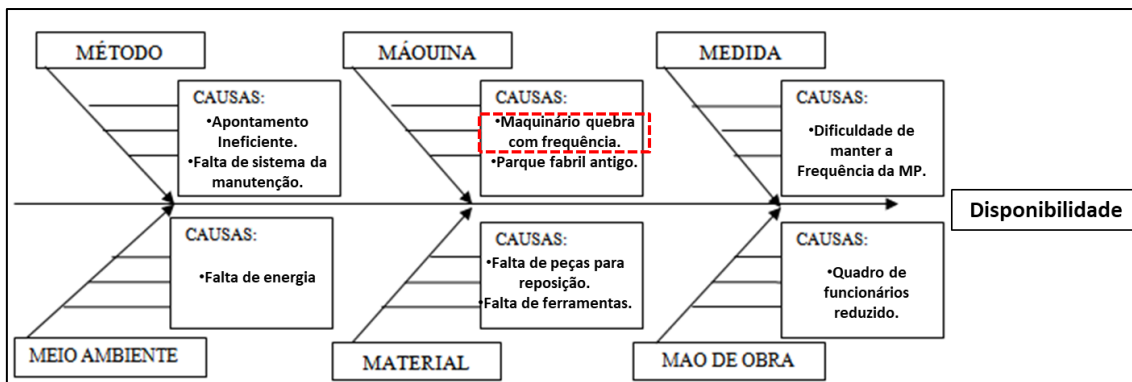 MÉTODO
MÁQUINA
MEDIDA
CAUSAS:
•Apontamento
Ineficiente.
•Falta de sistema da
manutenção.
CAUSAS:
•Maquinário quebra
com frequência.
•Parque fabril antigo.
CAUSAS:
•Dificuldade de
manter a
Frequência da MP.
Disponibilidade
CAUSAS:
•Falta de energia
CAUSAS:
•Falta de peças para
reposição.
•Falta de ferramentas.
CAUSAS:
•Quadro de
funcionários
reduzido.
MEIO AMBIENTE
MATERIAL
MAO DE OBRA